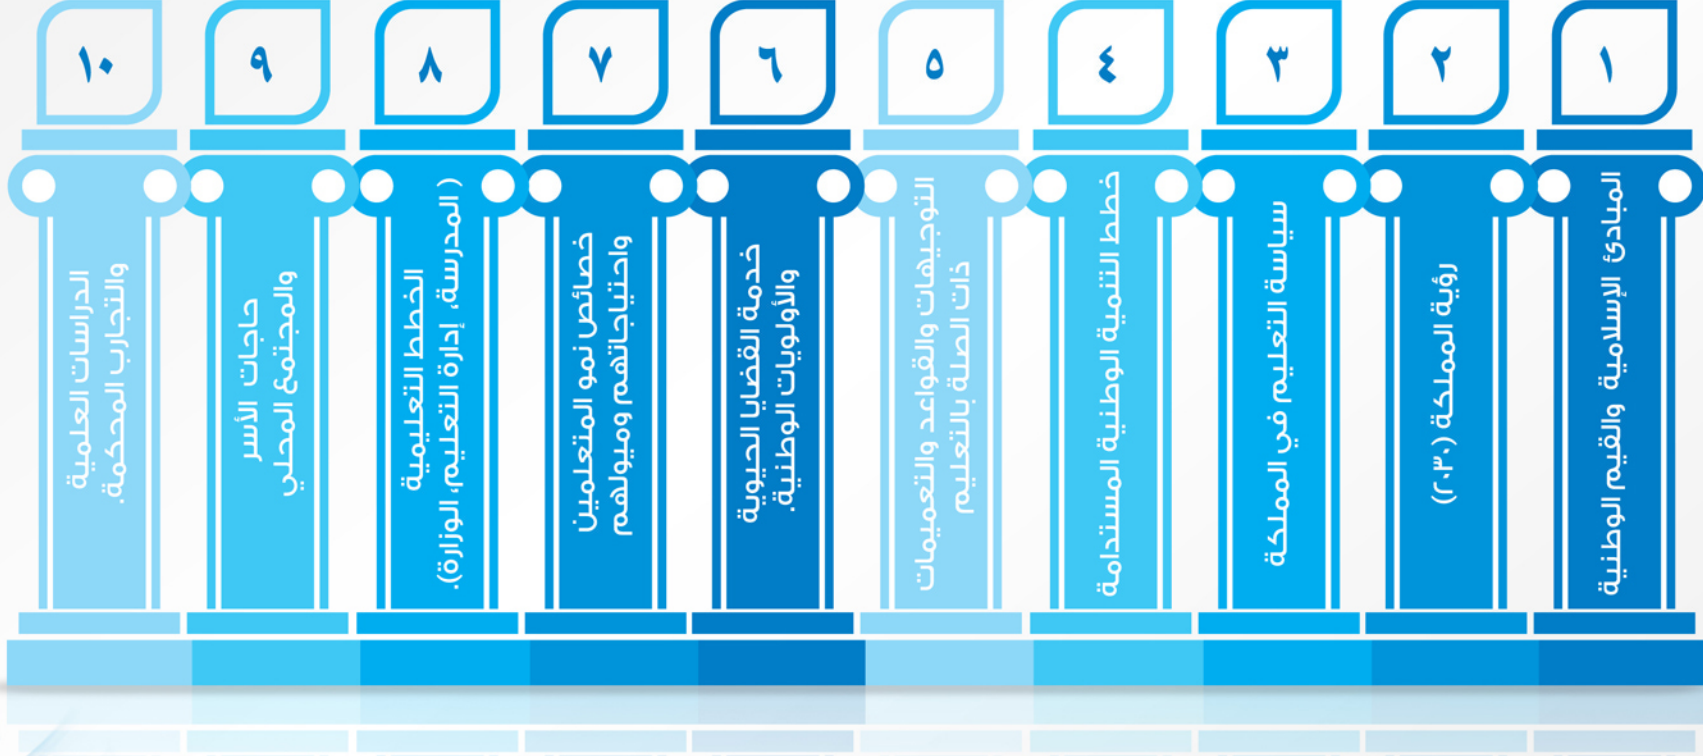 ١
المبادئ الإسلامية والقيم الوطنية
٢
رؤية المملكة (٢٠٣٠)
٣
سياسة التعليم في المملكة
٤
خطط التنمية الوطنية المستدامة
٥
التوجيهات والقواعد والتعميمات
ذات الصلة بالتعليم
٦
خدمة القضايا الحيوية
والأولويات الوطنية.
٧
خصائص نمو المتعلمين
واحتياجاتهم وميولهم
٨
الخطط التعليمية
( المدرسة، إدارة التعليم، الوزارة).
٩
حاجات الأسر
والمجتمع المحلي
١٠
الدراسات العلمية
والتجارب المحكمة.